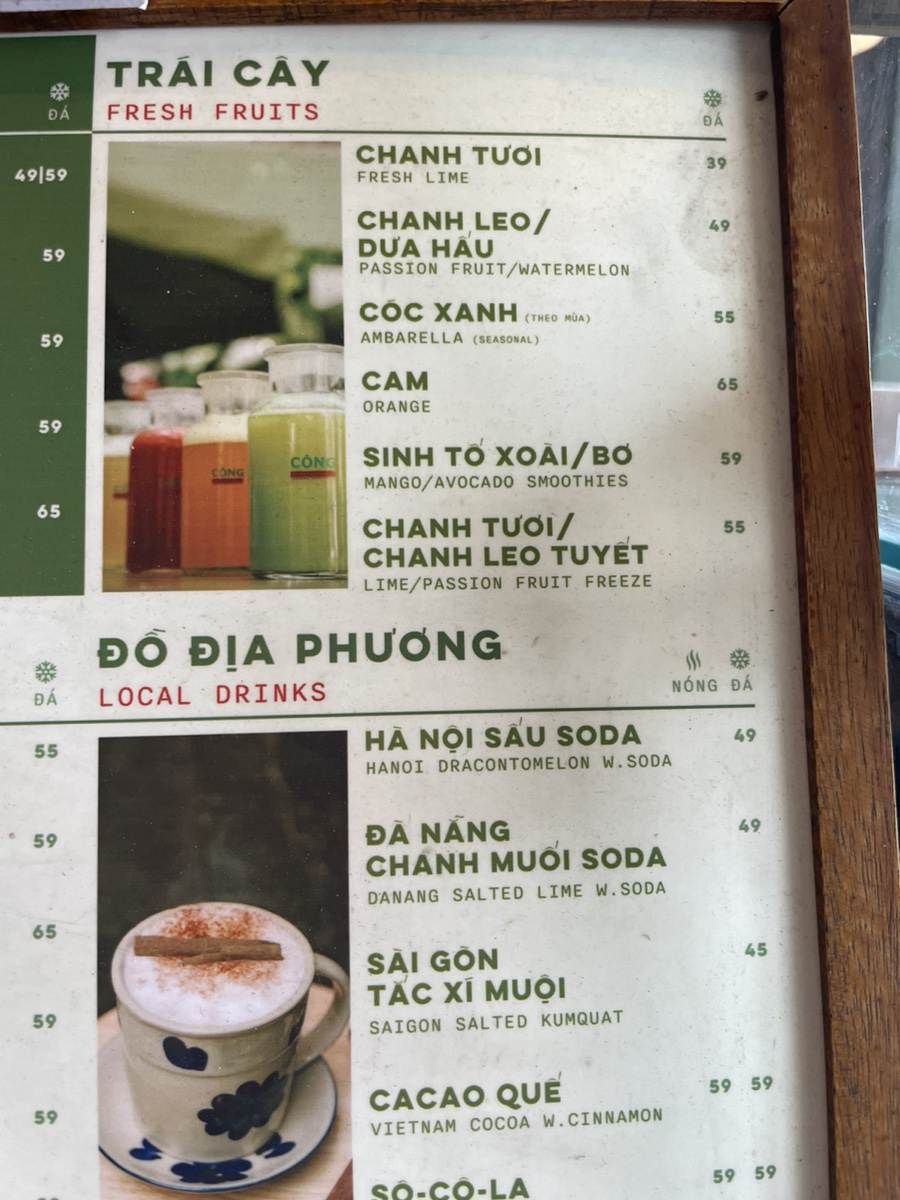 ĐÁ
49|59
59
59
59
65
TRÁI CÂY
FRESH FRUITS
ĐÁ
CHANH TƯƠI 39
FRESH LIME
CHANH LEO/ 49
DƯA HẤU
PASSION FRUIT/WATERMELON
CÓC XANH (THEO MÙA) 55
AMBARELLA (SEASONAL)
CAM 65
ORANGE
SINH TỐ XOÀI/BƠ 59
MANGO/AVOCADO SMOOTHIES
CHANH TƯƠI/ 55
CHANH LEO TUYẾT
LIME/PASSION FRUIT FREEZE
CÔNG
CÔNG
ĐÁ
55
59
65
59
59
ĐỒ ĐỊA PHƯƠNG
LOCAL DRINKS
NÓNG ĐÁ
HÀ NỘI SẤU SODA 49
HANOI DRACONTOMELON W.SODA
ĐÀ NẴNG 49
CHANH MUỐI SODA
DANANG SALTED LIME W.SODA
SÀI GÒN 45
TẮC XÍ MUỘI
SAIGON SALTED KUMQUAT
CACAO QUẾ 59 59
VIETNAM COCOA W.CINNAMON
SÔ-CÔ-LA 59 59